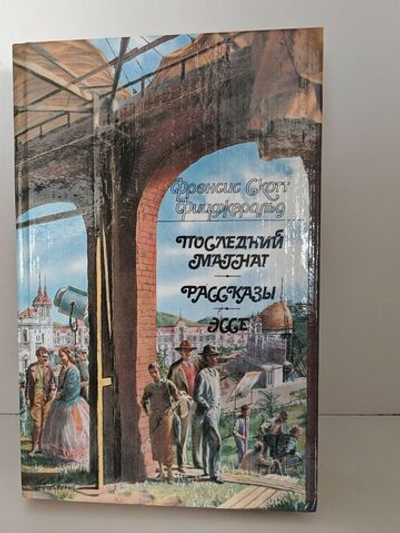 Фрэнсис Скотт
Фицджеральд
ПОСЛЕДНИЙ
МАГНАТ
РАССКАЗЫ
ЭССЕ